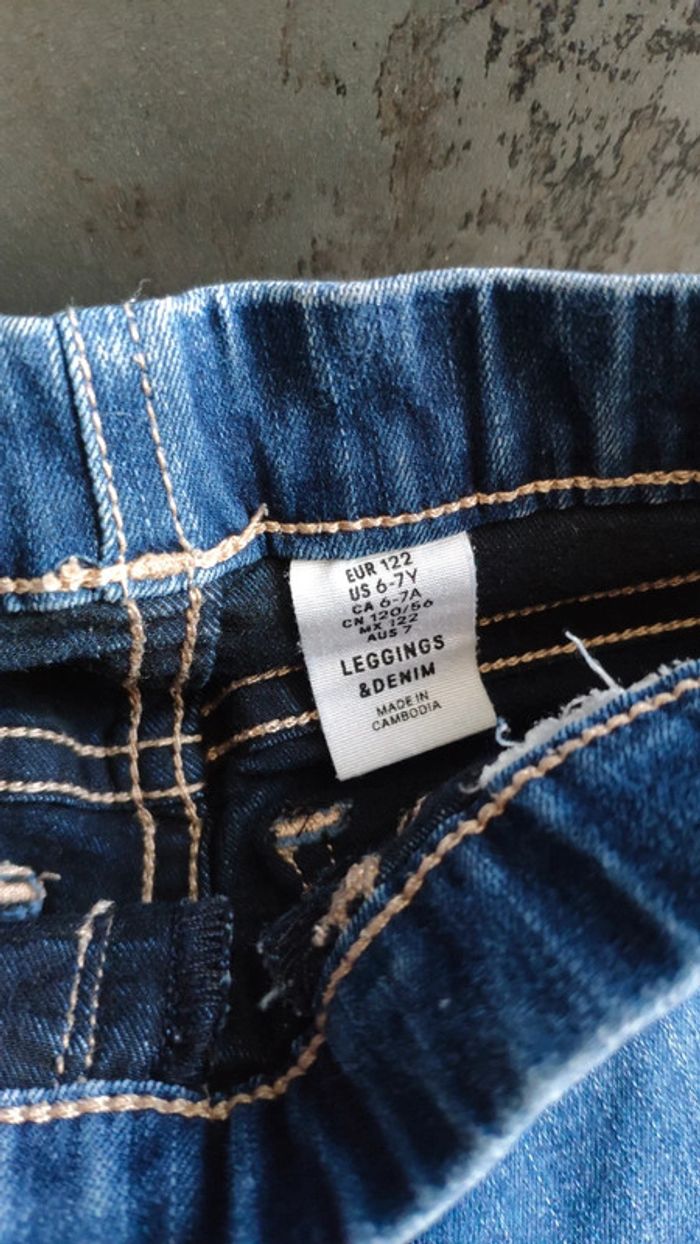 EUR 122
US 6-7Y
CA 6-7A
CN 120/56
MX 122
AUS 7
LEGGINGS
&DENIM
MADE IN
CAMBODIA